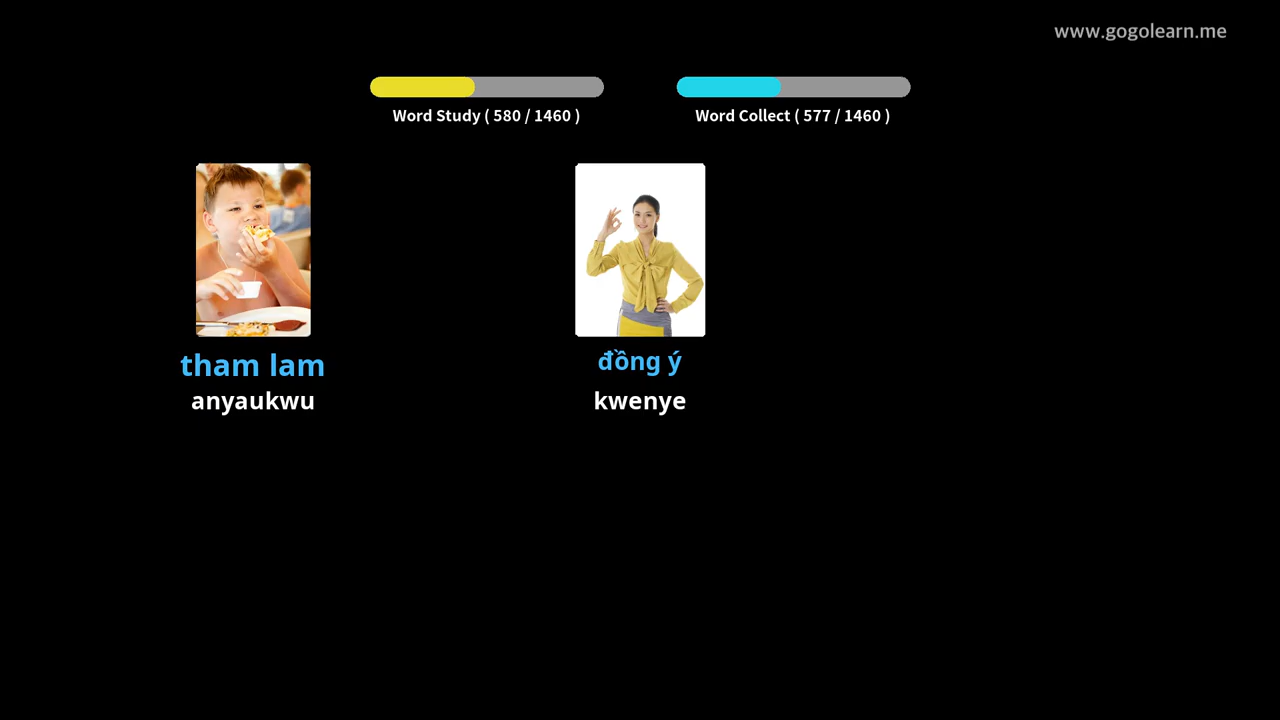 www.gogolearn.me
Word Study ( 580 / 1460 )
Word Collect ( 577 / 1460 )
tham lam
anyaukwu
đồng ý
kwenye